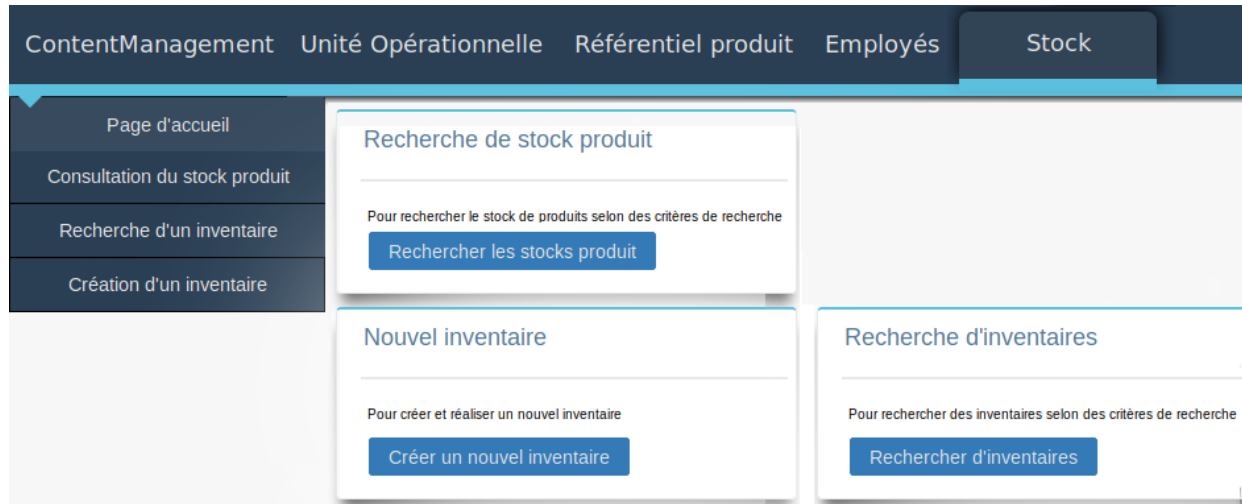 ContentManagement Unité Opérationnelle Référentiel produit Employés Stock
Page d'accueil
Consultation du stock produit
Recherche d'un inventaire
Création d'un inventaire
Recherche de stock produit
Pour rechercher le stock de produits selon des critères de recherche
Rechercher les stocks produit
Nouvel inventaire
Pour créer et réaliser un nouvel inventaire
Créer un nouvel inventaire
Recherche d'inventaires
Pour rechercher des inventaires selon des critères de recherche
Rechercher d'inventaires